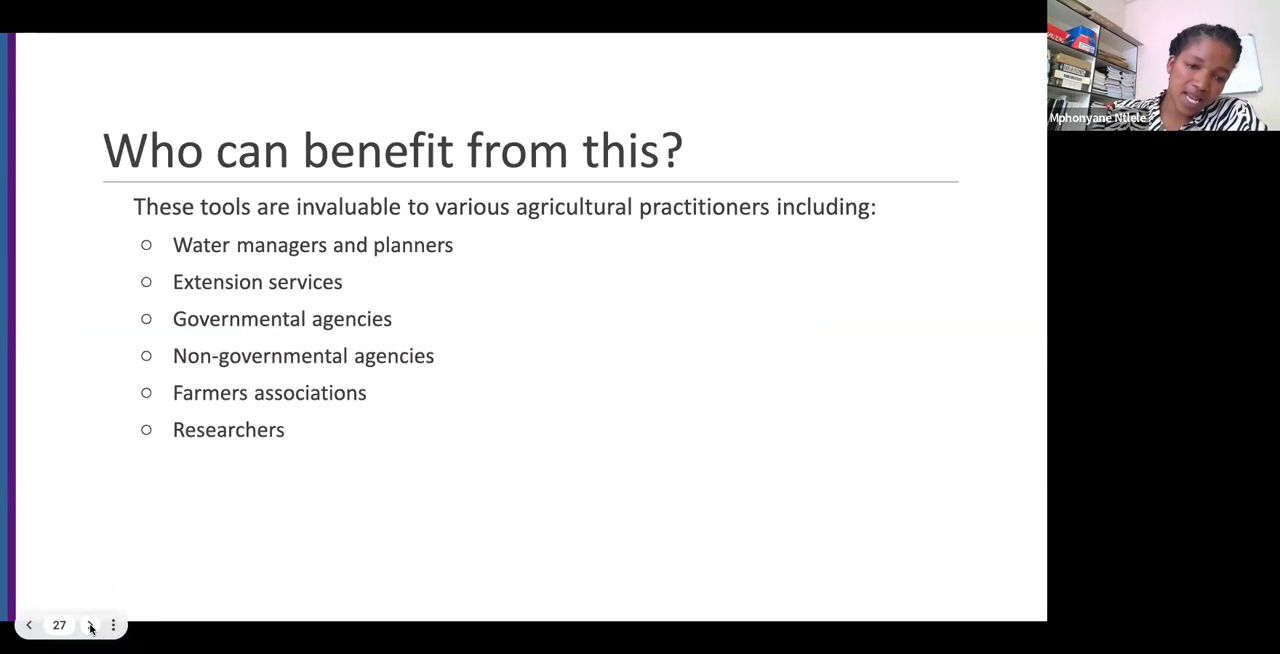 Who can benefit from this?
These tools are invaluable to various agricultural practitioners including:
Water managers and planners
Extension services
Governmental agencies
Non-governmental agencies
Farmers associations
Researchers
27
Mphonyane Ntlele